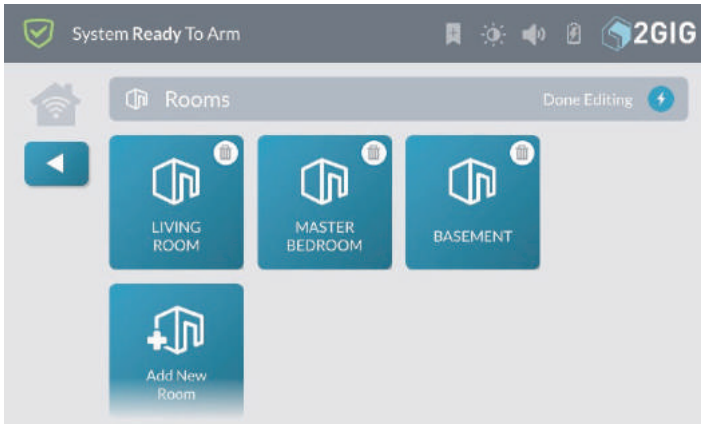 System Ready To Arm
2GIG
Rooms
Done Editing
LIVING
ROOM
MASTER
BEDROOM
BASEMENT
Add New
Room